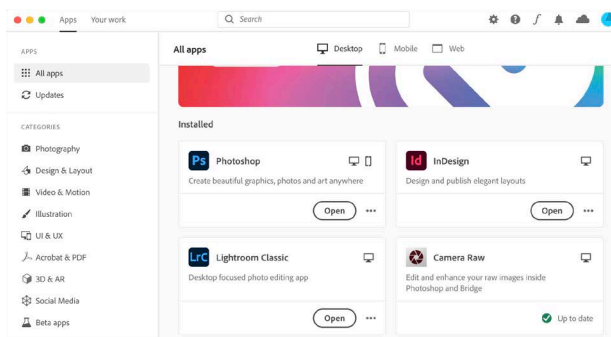 Apps Your work Search
APPS
All apps
Updates
CATEGORIES
Photography
Design & Layout
Video & Motion
Illustration
UI & UX
Acrobat & PDF
3D & AR
Social Media
Beta apps
All apps Desktop Mobile Web
Installed
Ps Photoshop
Create beautiful graphics, photos and art anywhere
Open
Id InDesign
Design and publish elegant layouts
Open
LrC Lightroom Classic
Desktop focused photo editing app
Open
Camera Raw
Edit and enhance your raw images inside
Photoshop and Bridge
Up to date